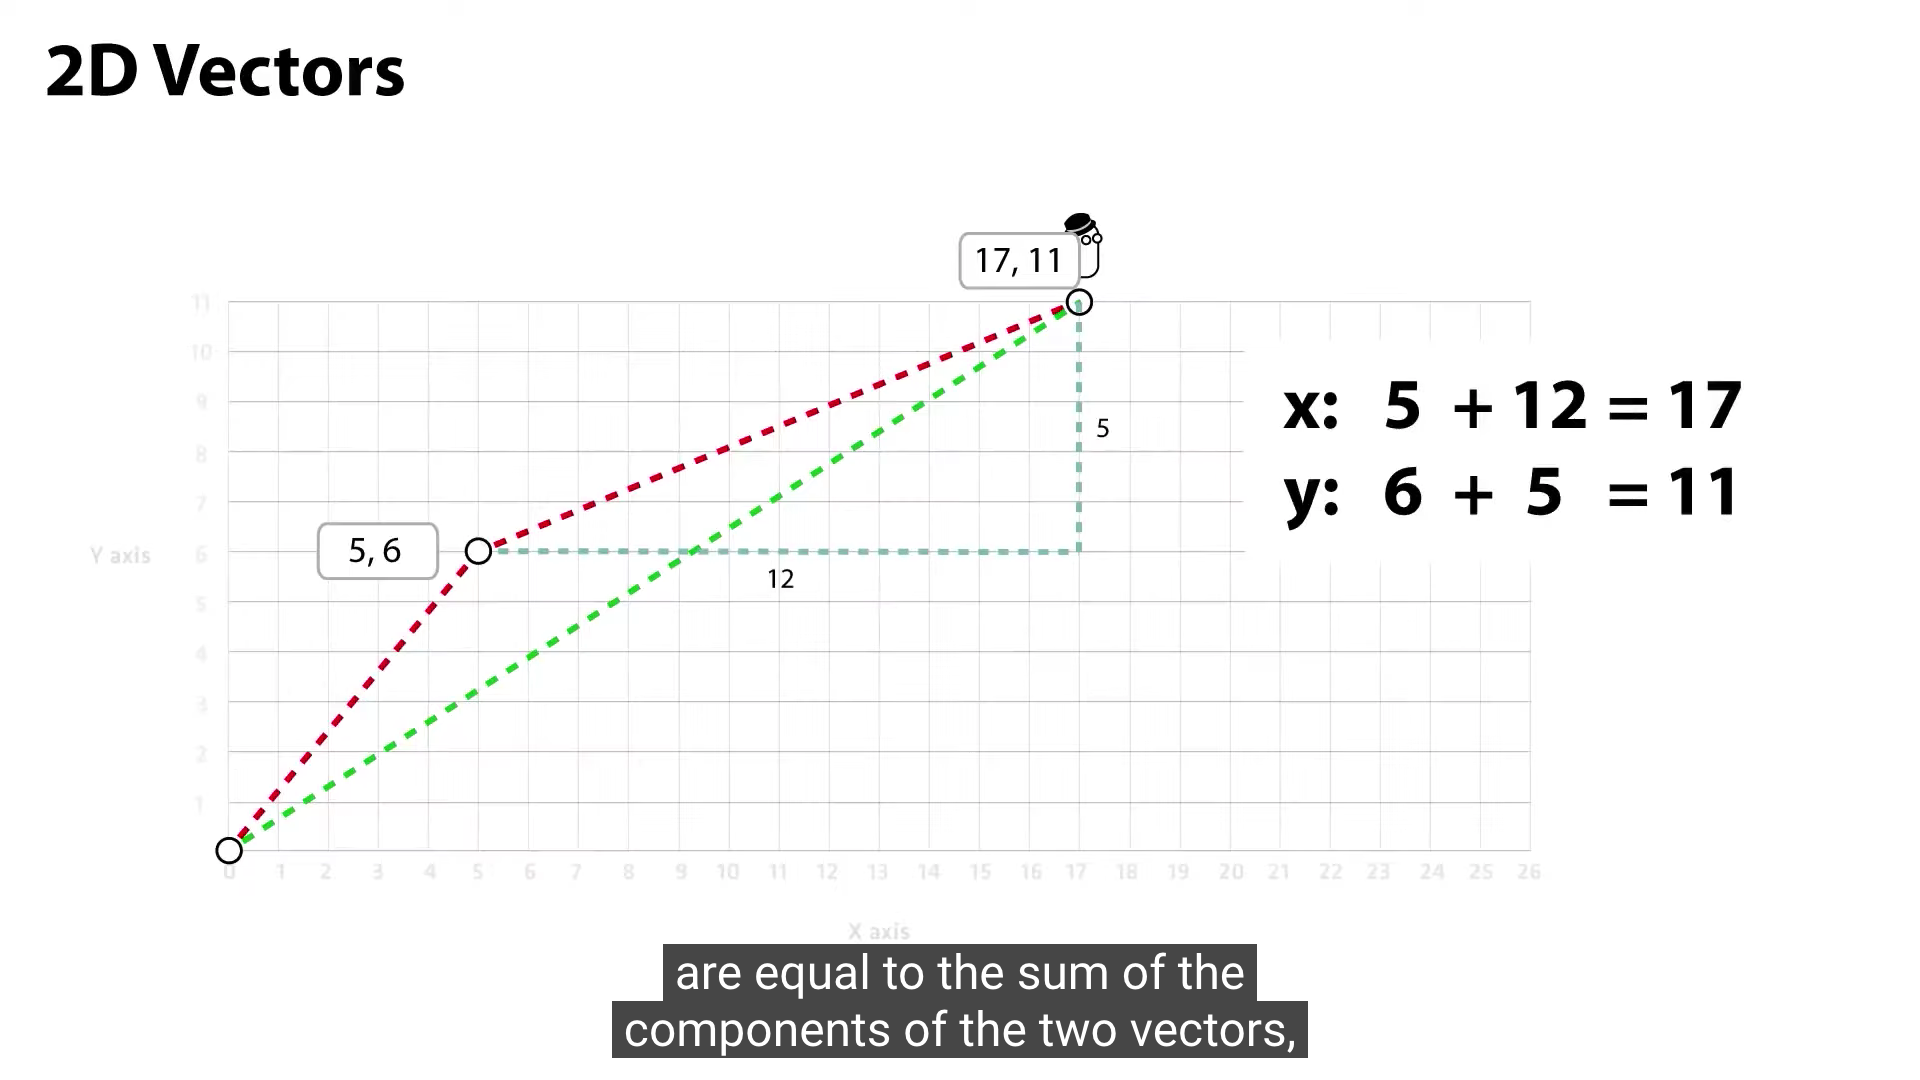 2D Vectors
17, 11
11
10
9
8
7
6
5
4
3
2
1
x: 5 + 12 = 17
y: 6 + 5 = 11
5
5, 6
Y axis
12
0 1 2 3 4 5 6 7 8 9 10 11 12 13 14 15 16 17 18 19 20 21 22 23 24 25 26
X axis
are equal to the sum of the
components of the two vectors,